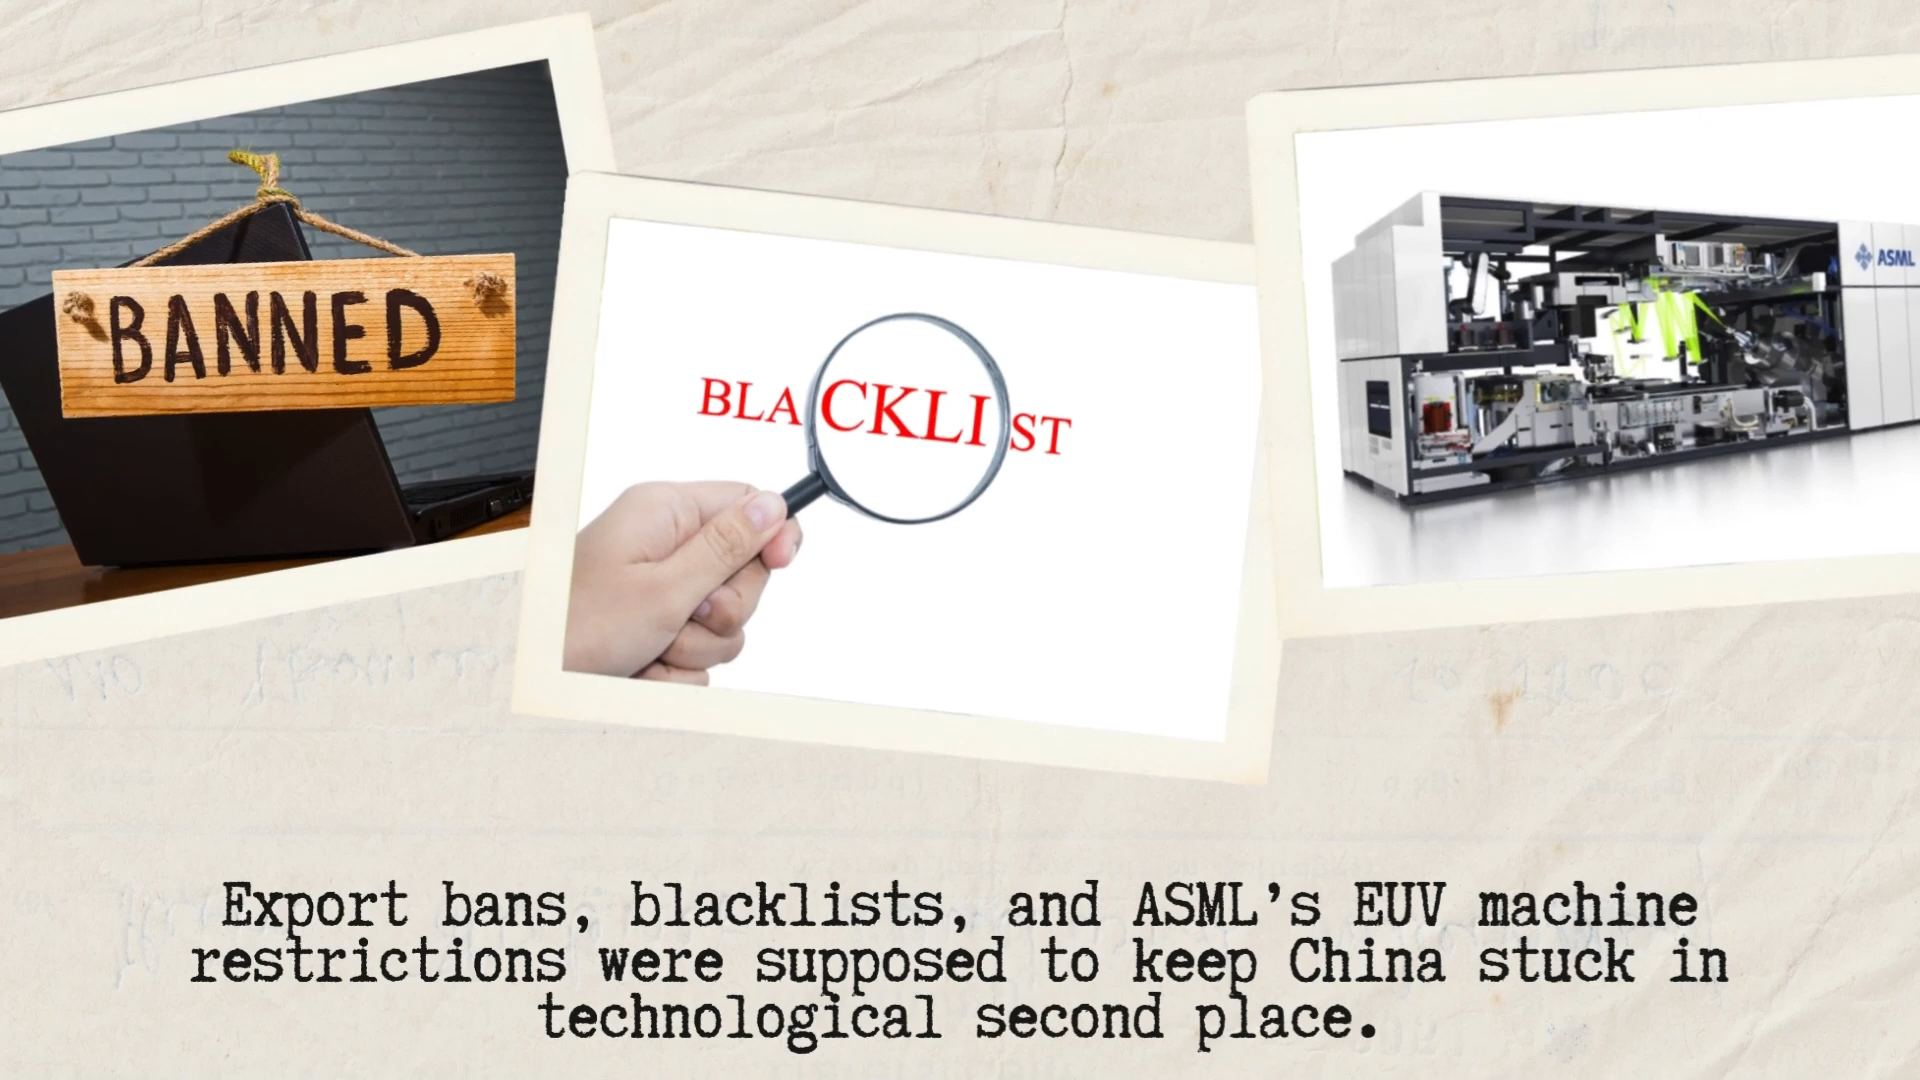 BANNED
BLACKLIST
ASML
Export bans, blacklists, and ASML’s EUV machine
restrictions were supposed to keep China stuck in
technological second place.